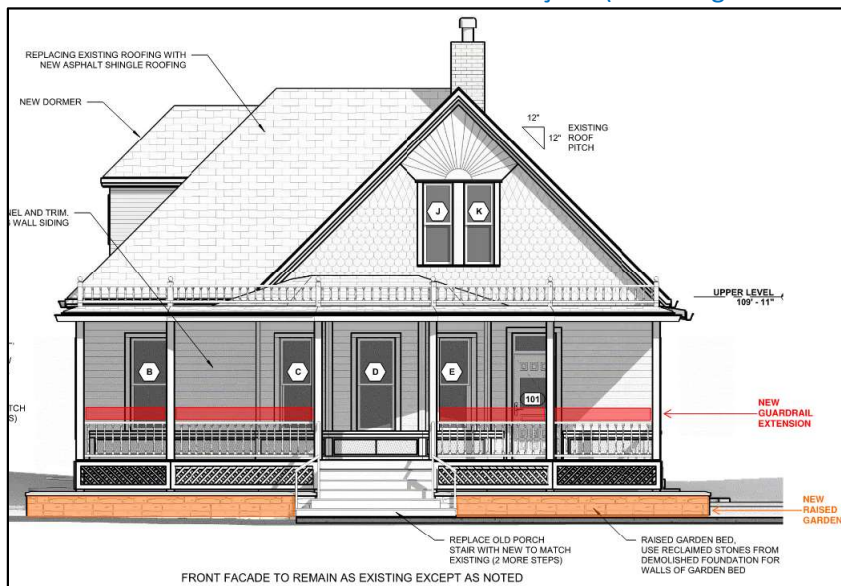 REPLACING EXISTING ROOFING WITH
NEW ASPHALT SHINGLE ROOFING
NEW DORMER
12"
12"
EXISTING
ROOF
PITCH
NEL AND TRIM.
WALL SIDING
J
K
UPPER LEVEL
109' - 11"
B
C
D
E
101
TCH
S)
NEW
GUARDRAIL
EXTENSION
NEW
RAISED
GARDEN
REPLACE OLD PORCH
STAIR WITH NEW TO MATCH
EXISTING (2 MORE STEPS)
RAISED GARDEN BED,
USE RECLAIMED STONES FROM
DEMOLISHED FOUNDATION FOR
WALLS OF GARDEN BED
FRONT FACADE TO REMAIN AS EXISTING EXCEPT AS NOTED